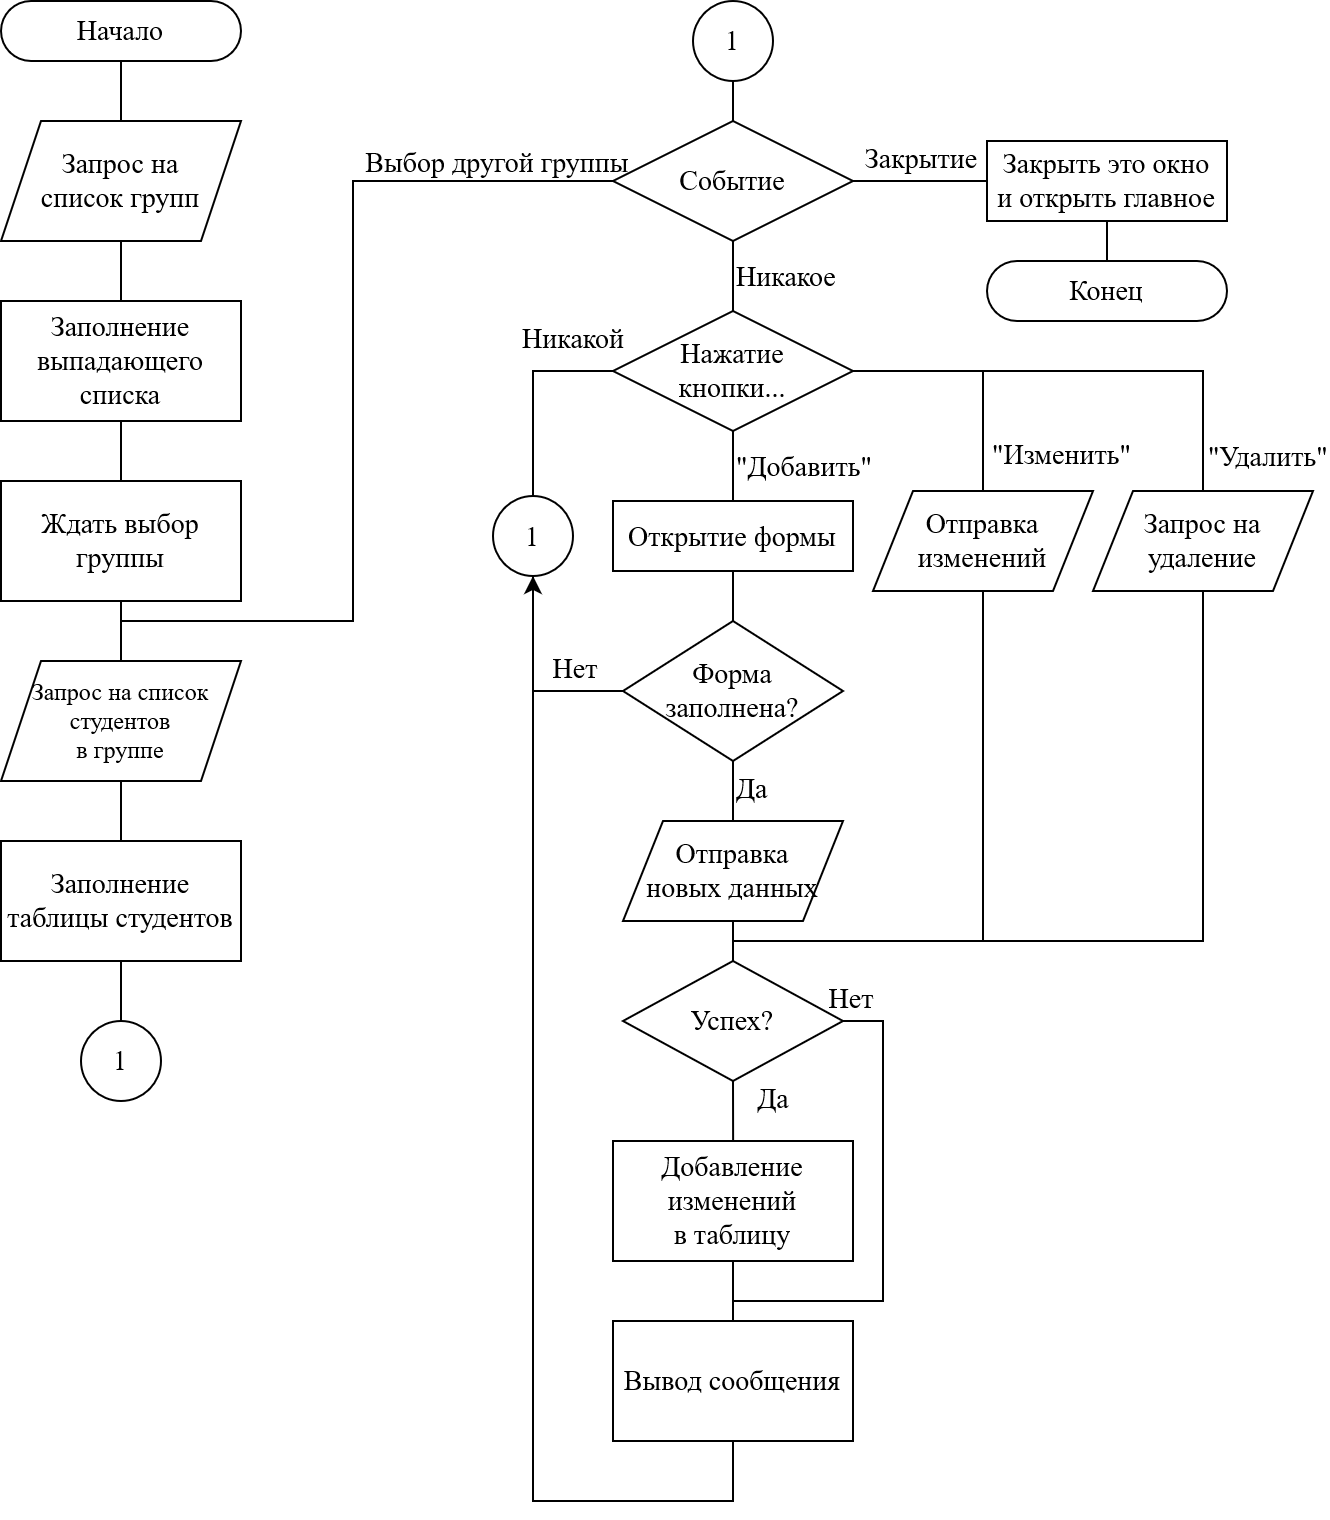 Начало
Запрос на
список групп
Заполнение
выпадающего
списка
Ждать выбор
группы
Запрос на список
студентов
в группе
Заполнение
таблицы студентов
1
1
Выбор другой группы
Событие
Закрытие
Закрыть это окно
и открыть главное
Конец
Никакое
Никакой
Нажатие
кнопки...
"Добавить"
"Изменить"
"Удалить"
1
Открытие формы
Отправка
изменений
Запрос на
удаление
Нет
Форма
заполнена?
Да
Отправка
новых данных
Успех?
Нет
Да
Добавление
изменений
в таблицу
Вывод сообщения